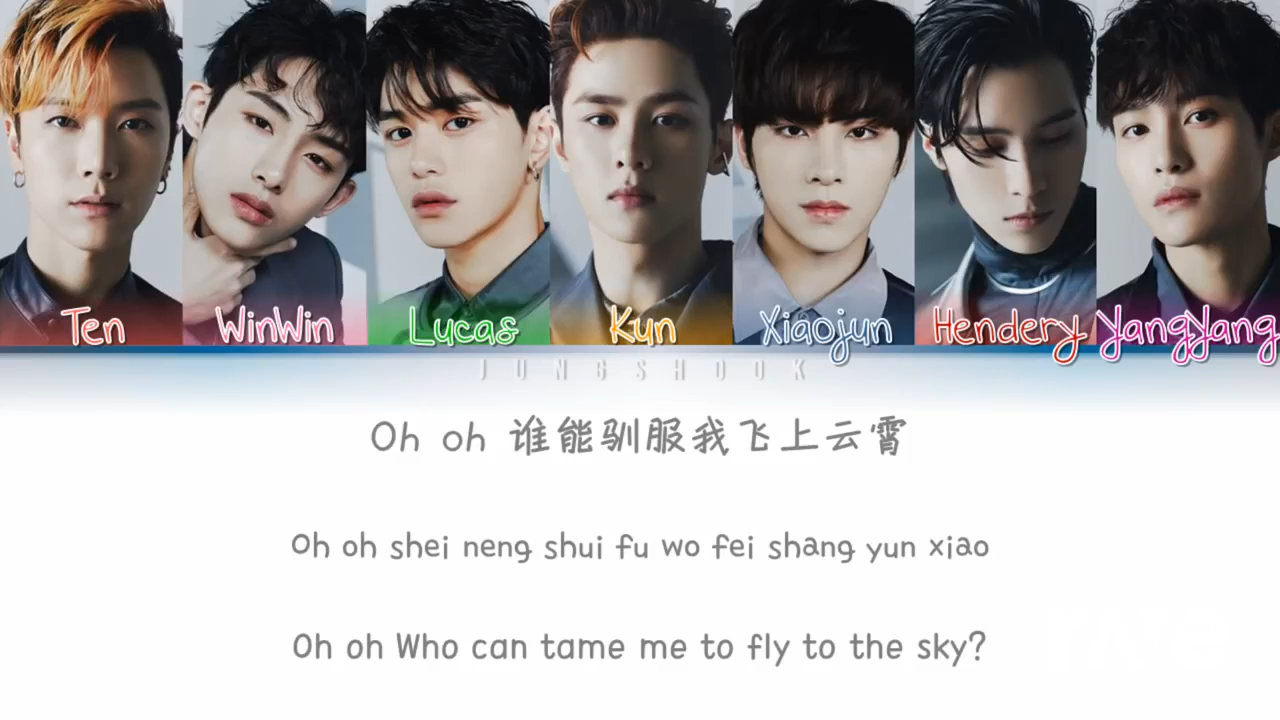 Ten WinWin Lucas Kun Xiaojun Hendery YangYang
JUNGSHOOK
Oh oh 谁能驯服我飞上云霄
Oh oh shei neng shui fu wo fei shang yun xiao
Oh oh Who can tame me to fly to the sky?